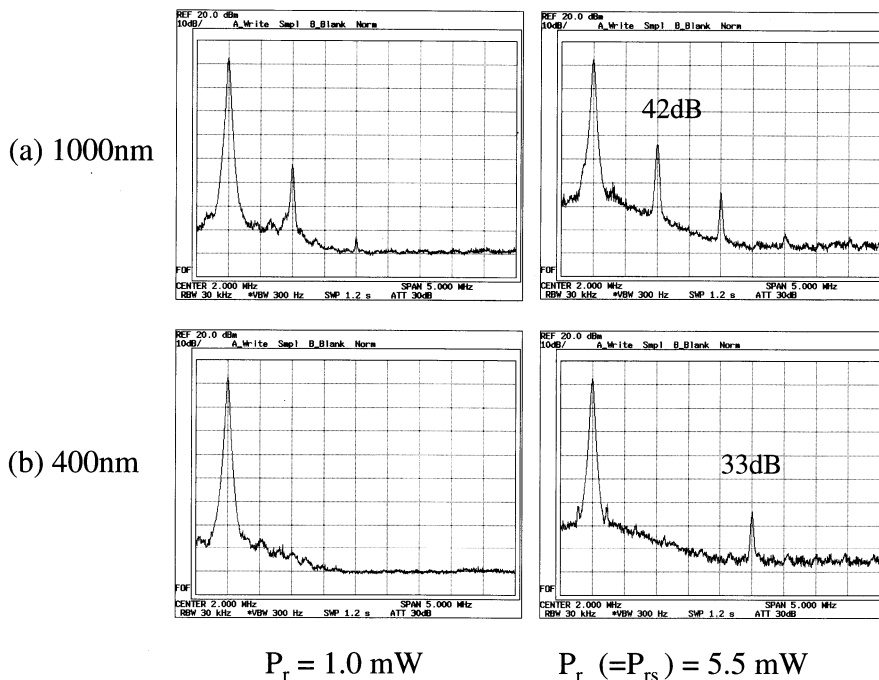 REF 20.0 dBm
10dB/ A_Write Smpl B_Blank Norm
FOF
CENTER 2.000 MHz SPAN 5.000 MHz
RBW 30 kHz *VBW 300 Hz SWP 1.2 s ATT 30dB
REF 20.0 dBm
10dB/ A_Write Smpl B_Blank Norm
42dB
FOF
CENTER 2.000 MHz SPAN 5.000 MHz
RBW 30 kHz *VBW 300 Hz SWP 1.2 s ATT 30dB
(a) 1000nm
REF 20.0 dBm
10dB/ A_Write Smpl B_Blank Norm
FOF
CENTER 2.000 MHz SPAN 5.000 MHz
RBW 30 kHz *VBW 300 Hz SWP 1.2 s ATT 30dB
REF 20.0 dBm
10dB/ A_Write Smpl B_Blank Norm
33dB
FOF
CENTER 2.000 MHz SPAN 5.000 MHz
RBW 30 kHz *VBW 300 Hz SWP 1.2 s ATT 30dB
(b) 400nm
Pr = 1.0 mW
Pr (=Prs) = 5.5 mW